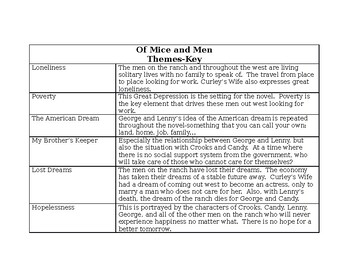 Of Mice and Men
Themes-Key
Loneliness
The men on the ranch and throughout the west are living
solitary lives with no family to speak of.  The travel from place
to place looking for work.  Curley's Wife also expresses great
loneliness.
Poverty
This Great Depression is the setting for the novel.  Poverty is
the key element that drives these men out west looking for
work.
The American Dream
George and Lenny's idea of the American dream is repeated
throughout the novel-something that you can call your own:
land, home, job, family...
My Brother's Keeper
Especially the relationship between George and Lenny, but
also the situation with Crooks and Candy.  At a time where
there is no social support system from the government, who
will take care of those who cannot care for themselves?
Lost Dreams
The men on the ranch have lost their dreams.  The economy
has taken their dreams of a stable future away.  Curley's Wife
had a dream of coming out west to become an actress, only to
marry a man who does not care for her.  Also, with Lenny's
death, the dream of the ranch dies for George and Candy.
Hopelessness
This is portrayed by the characters of Crooks, Candy, Lenny,
George, and all of the other men on the ranch who will never
experience happiness no matter what.  There is no hope for a
better tomorrow.